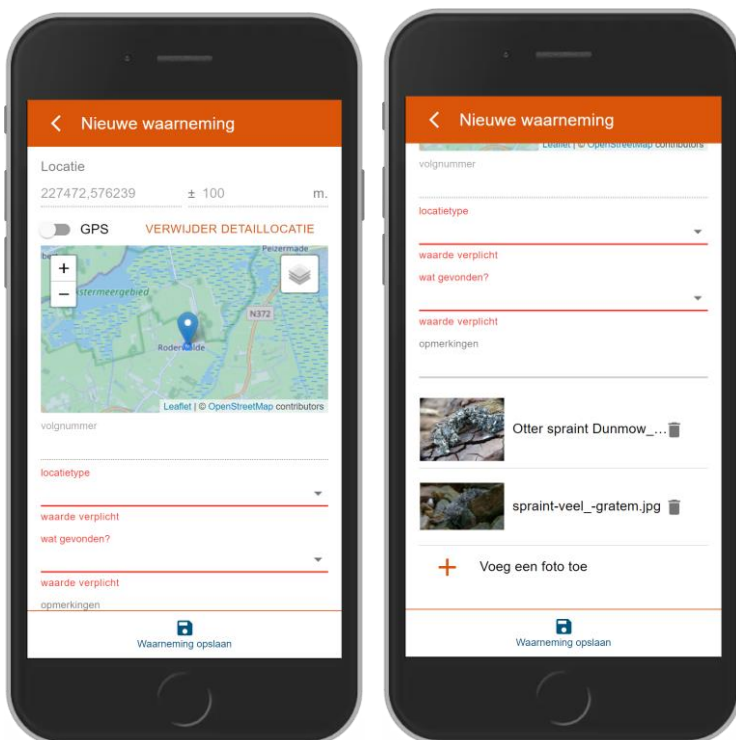 Nieuwe waarneming
Locatie
227472,576239 ± 100 m.
GPS VERWIJDER DETAILLOCATIE
+
−
Peizermade
stermeergebied
N372
Roderwolde
Leaflet | © OpenStreetMap contributors
volgnummer
locatietype
waarde verplicht
wat gevonden?
waarde verplicht
opmerkingen
Waarneming opslaan
Nieuwe waarneming
Leaflet | © OpenStreetMap contributors
volgnummer
locatietype
waarde verplicht
wat gevonden?
waarde verplicht
opmerkingen
Otter spraint Dunmow_...
spraint-veel_-gratem.jpg
+ Voeg een foto toe
Waarneming opslaan